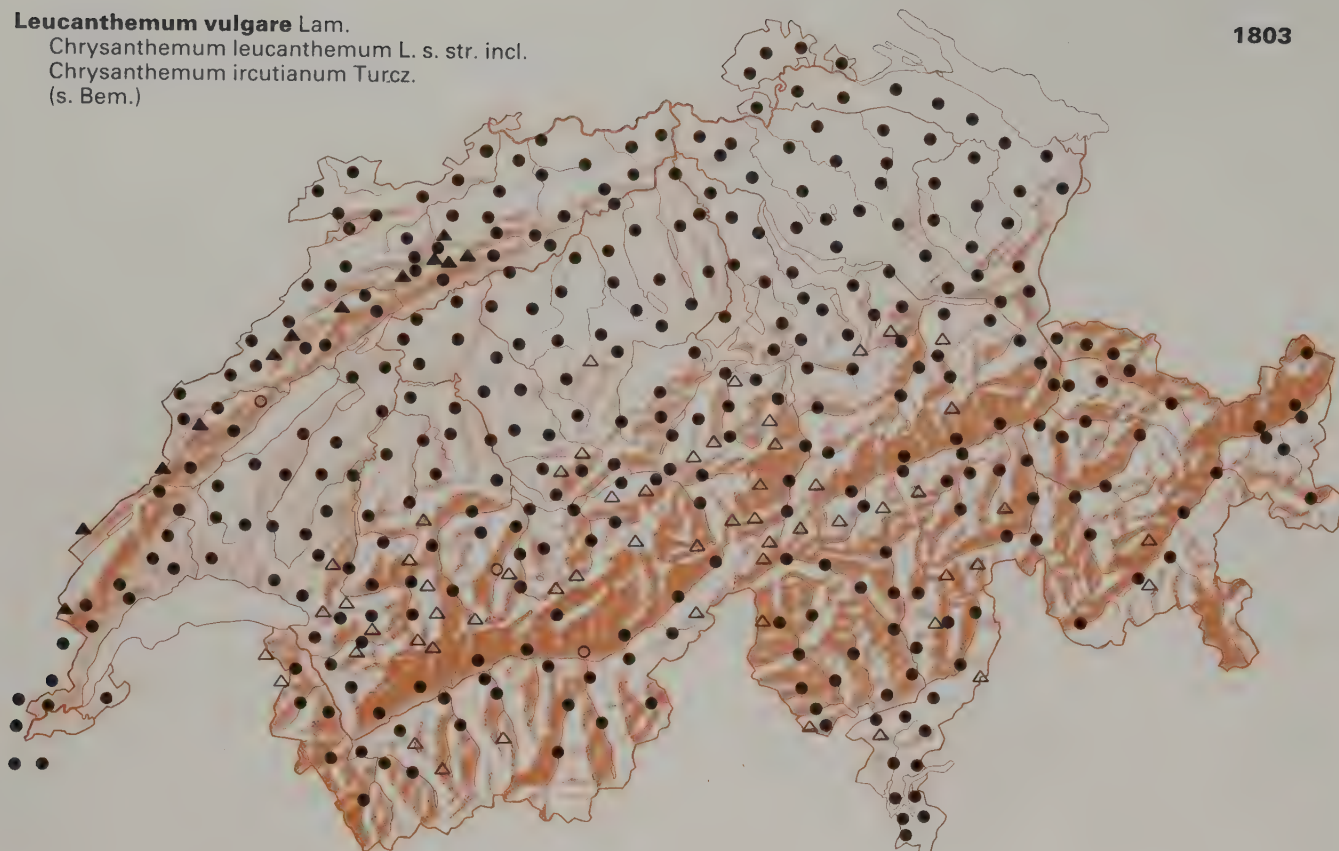 Leucanthemum vulgare Lam.
Chrysanthemum leucanthemum L. s. str. incl.
Chrysanthemum ircutianum Turcz.
(s. Bem.)
1803